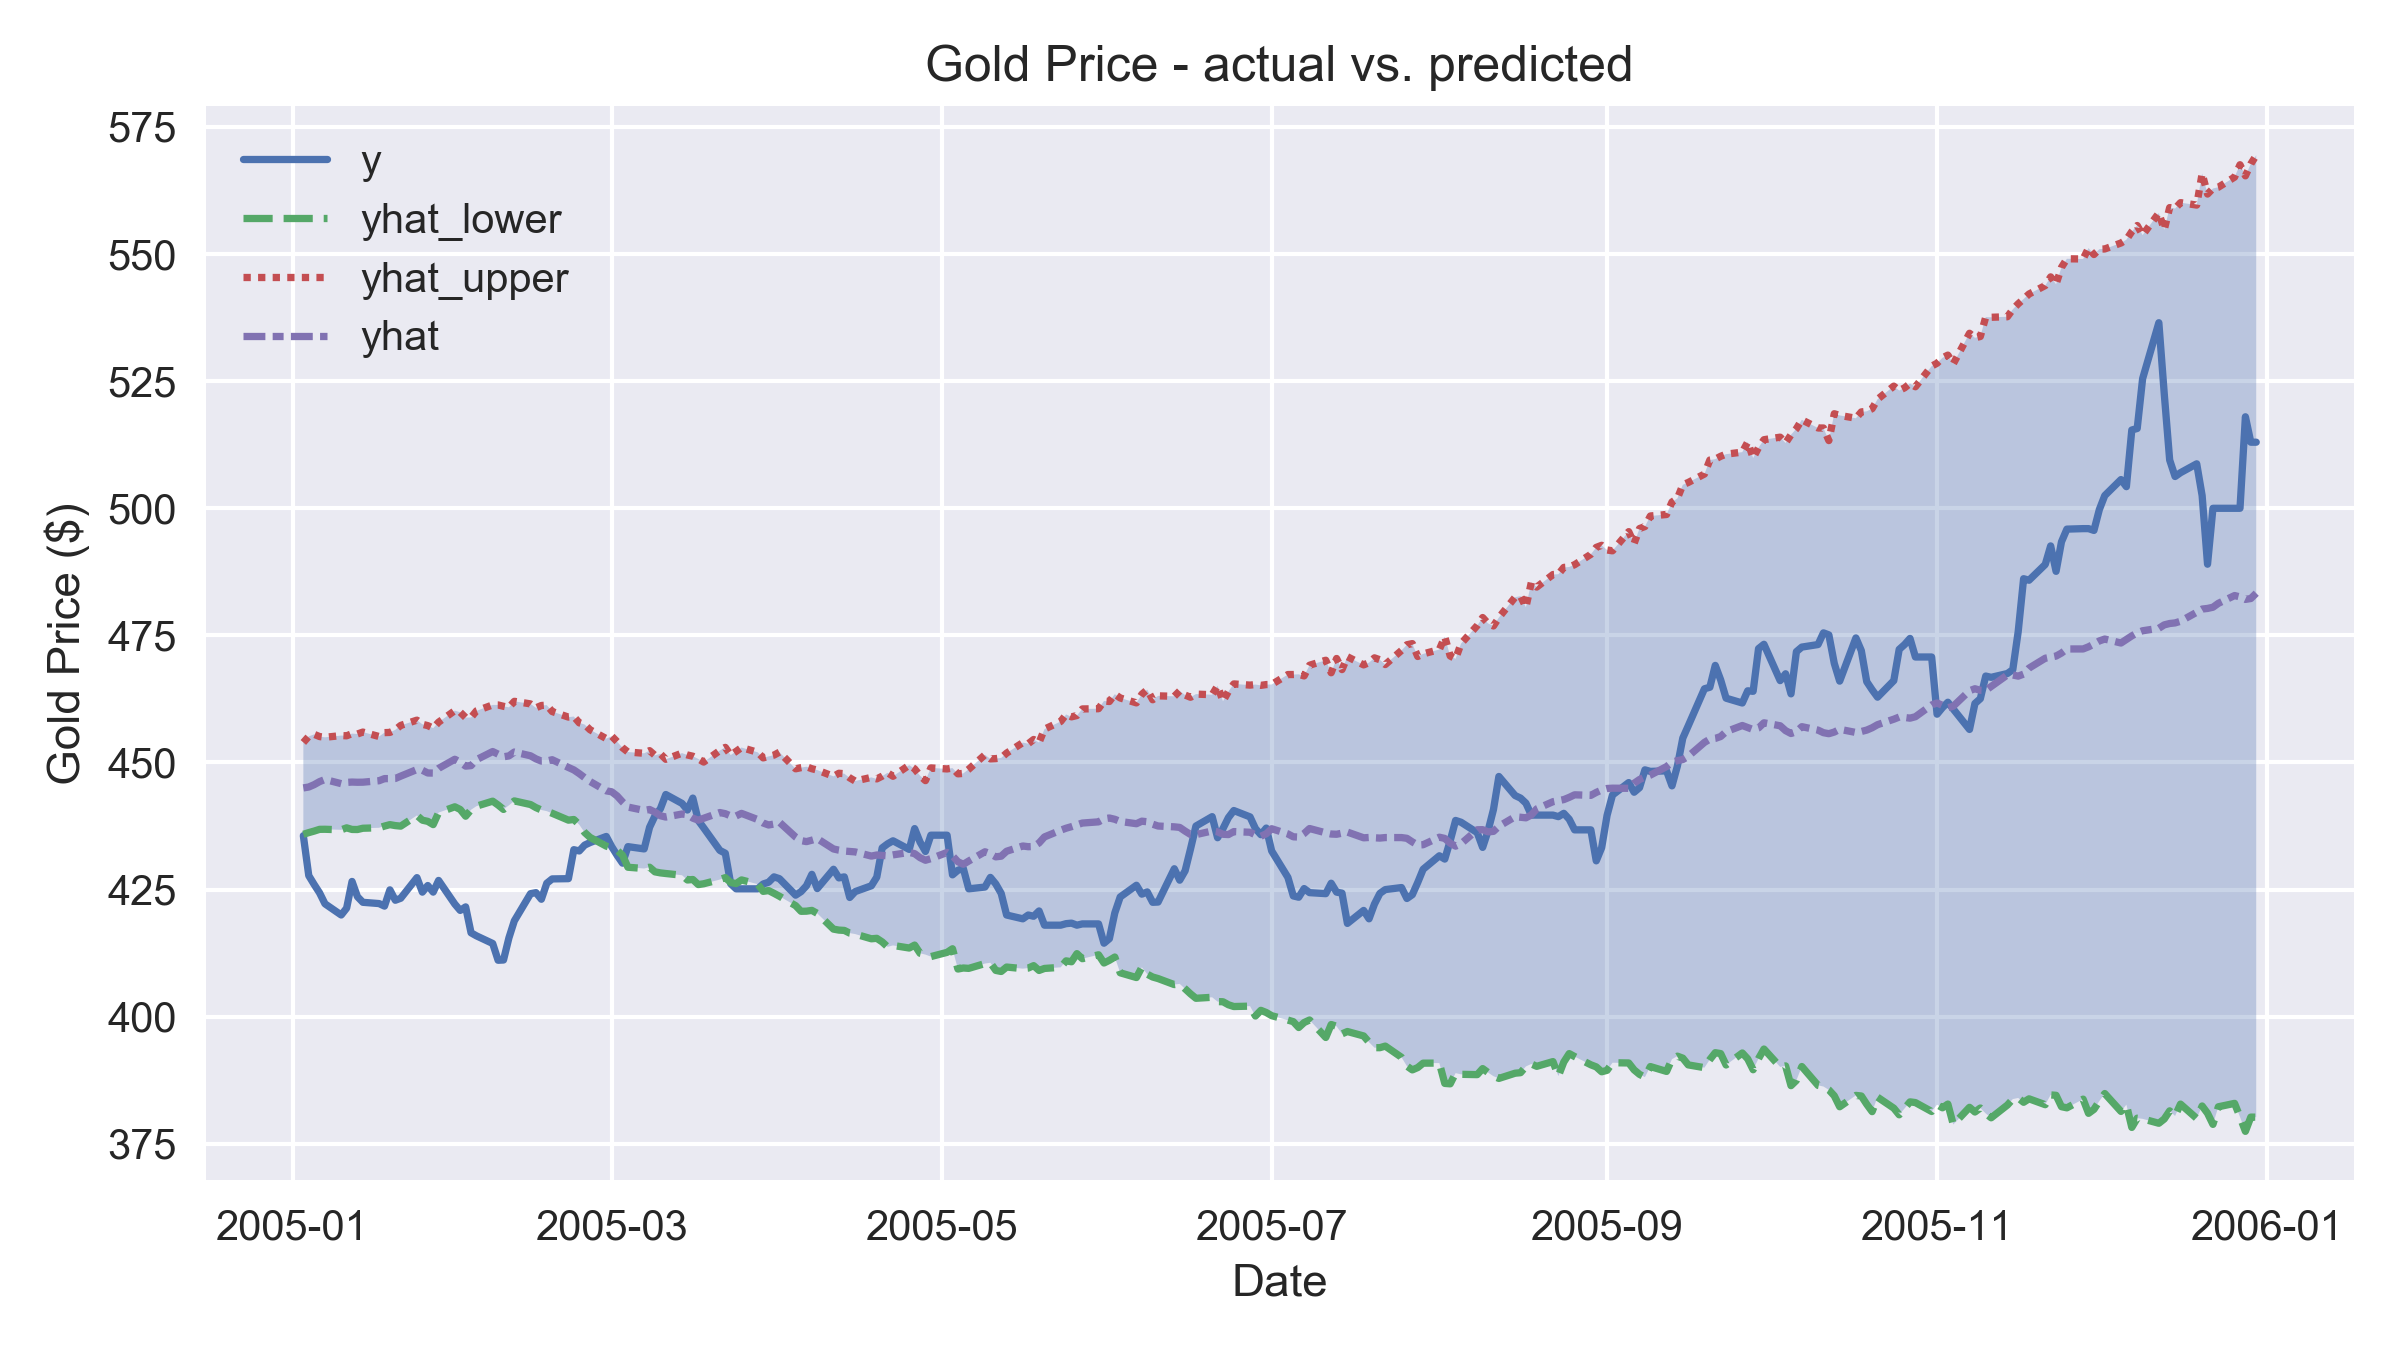 Gold Price - actual vs. predicted
575
550
525
500
475
450
425
400
375
Gold Price ($)
y
yhat_lower
yhat_upper
yhat
2005-01
2005-03
2005-05
2005-07
2005-09
2005-11
2006-01
Date